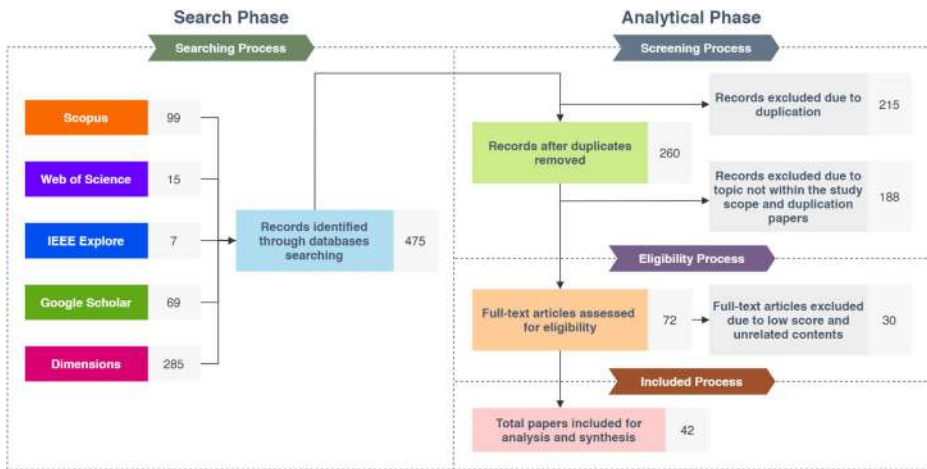 Search Phase
Searching Process
Scopus
99
Web of Science
15
IEEE Explore
7
Google Scholar
69
Dimensions
285
Records identified
through databases
searching
475
Analytical Phase
Screening Process
Records after duplicates
removed
260
Records excluded due to
duplication
215
Records excluded due to
topic not within the study
scope and duplication
papers
188
Eligibility Process
Full-text articles assessed
for eligibility
72
Full-text articles excluded
due to low score and
unrelated contents
30
Included Process
Total papers included for
analysis and synthesis
42